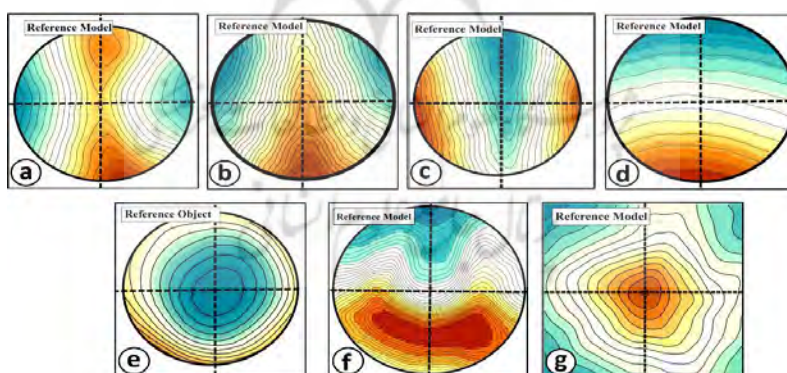 Reference Model
Reference Model
Reference Model
Reference Model
a
b
c
d
Reference Object
Reference Model
Reference Model
e
f
g